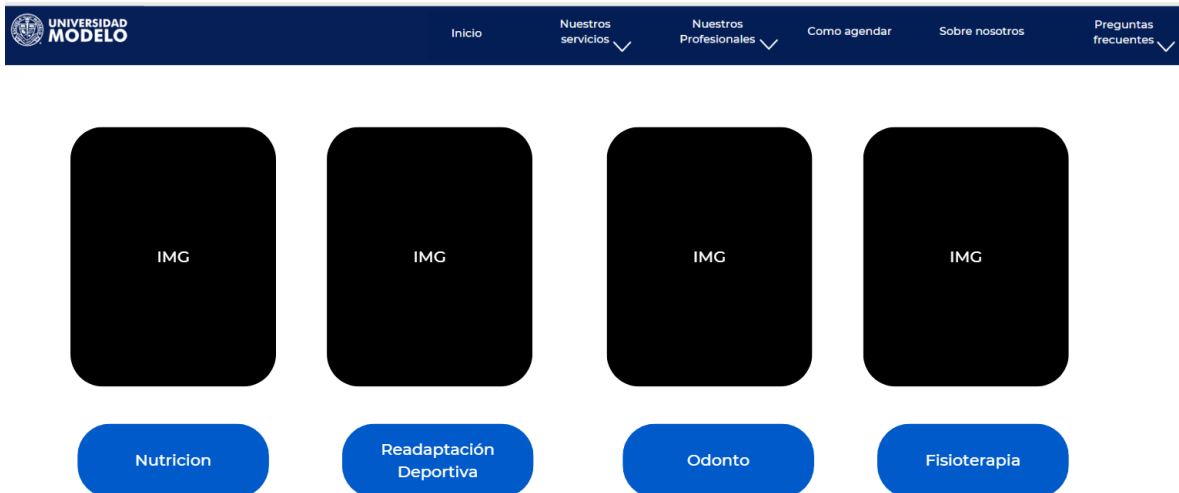 UNIVERSIDAD
MODELO
Inicio
Nuestros
servicios
Nuestros
Profesionales
Como agendar
Sobre nosotros
Preguntas
frecuentes
IMG
IMG
IMG
IMG
Nutricion
Readaptación
Deportiva
Odonto
Fisioterapia